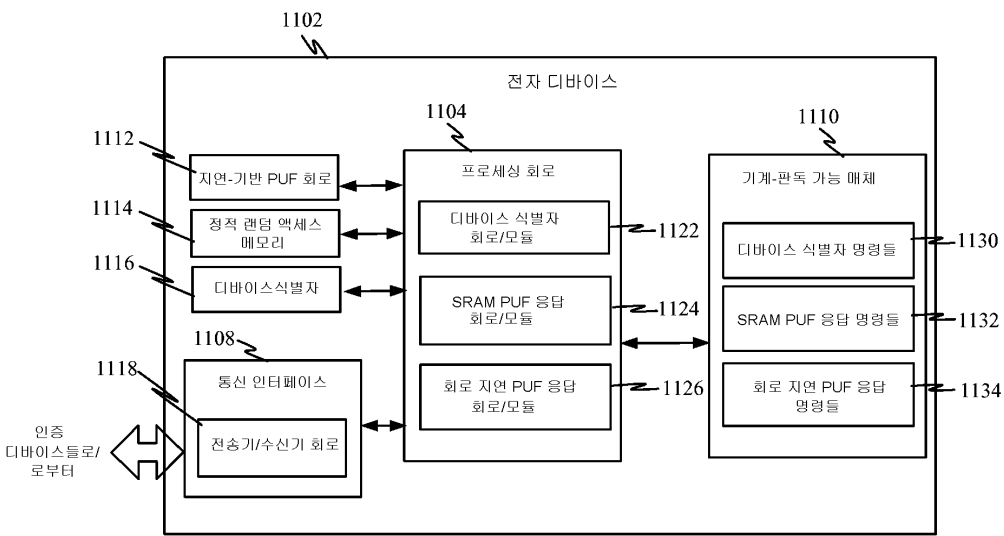 1102
전자 디바이스
1112
지연-기반 PUF 회로
1114
정적 랜덤 액세스
메모리
1116
디바이스식별자
1108
통신 인터페이스
1118
전송기/수신기 회로
인증
디바이스들로/
로부터
1104
프로세싱 회로
디바이스 식별자
회로/모듈
1122
SRAM PUF 응답
회로/모듈
1124
회로 지연 PUF 응답
회로/모듈
1126
1110
기계-판독 가능 매체
디바이스 식별자 명령들
1130
SRAM PUF 응답 명령들
1132
회로 지연 PUF 응답
명령들
1134